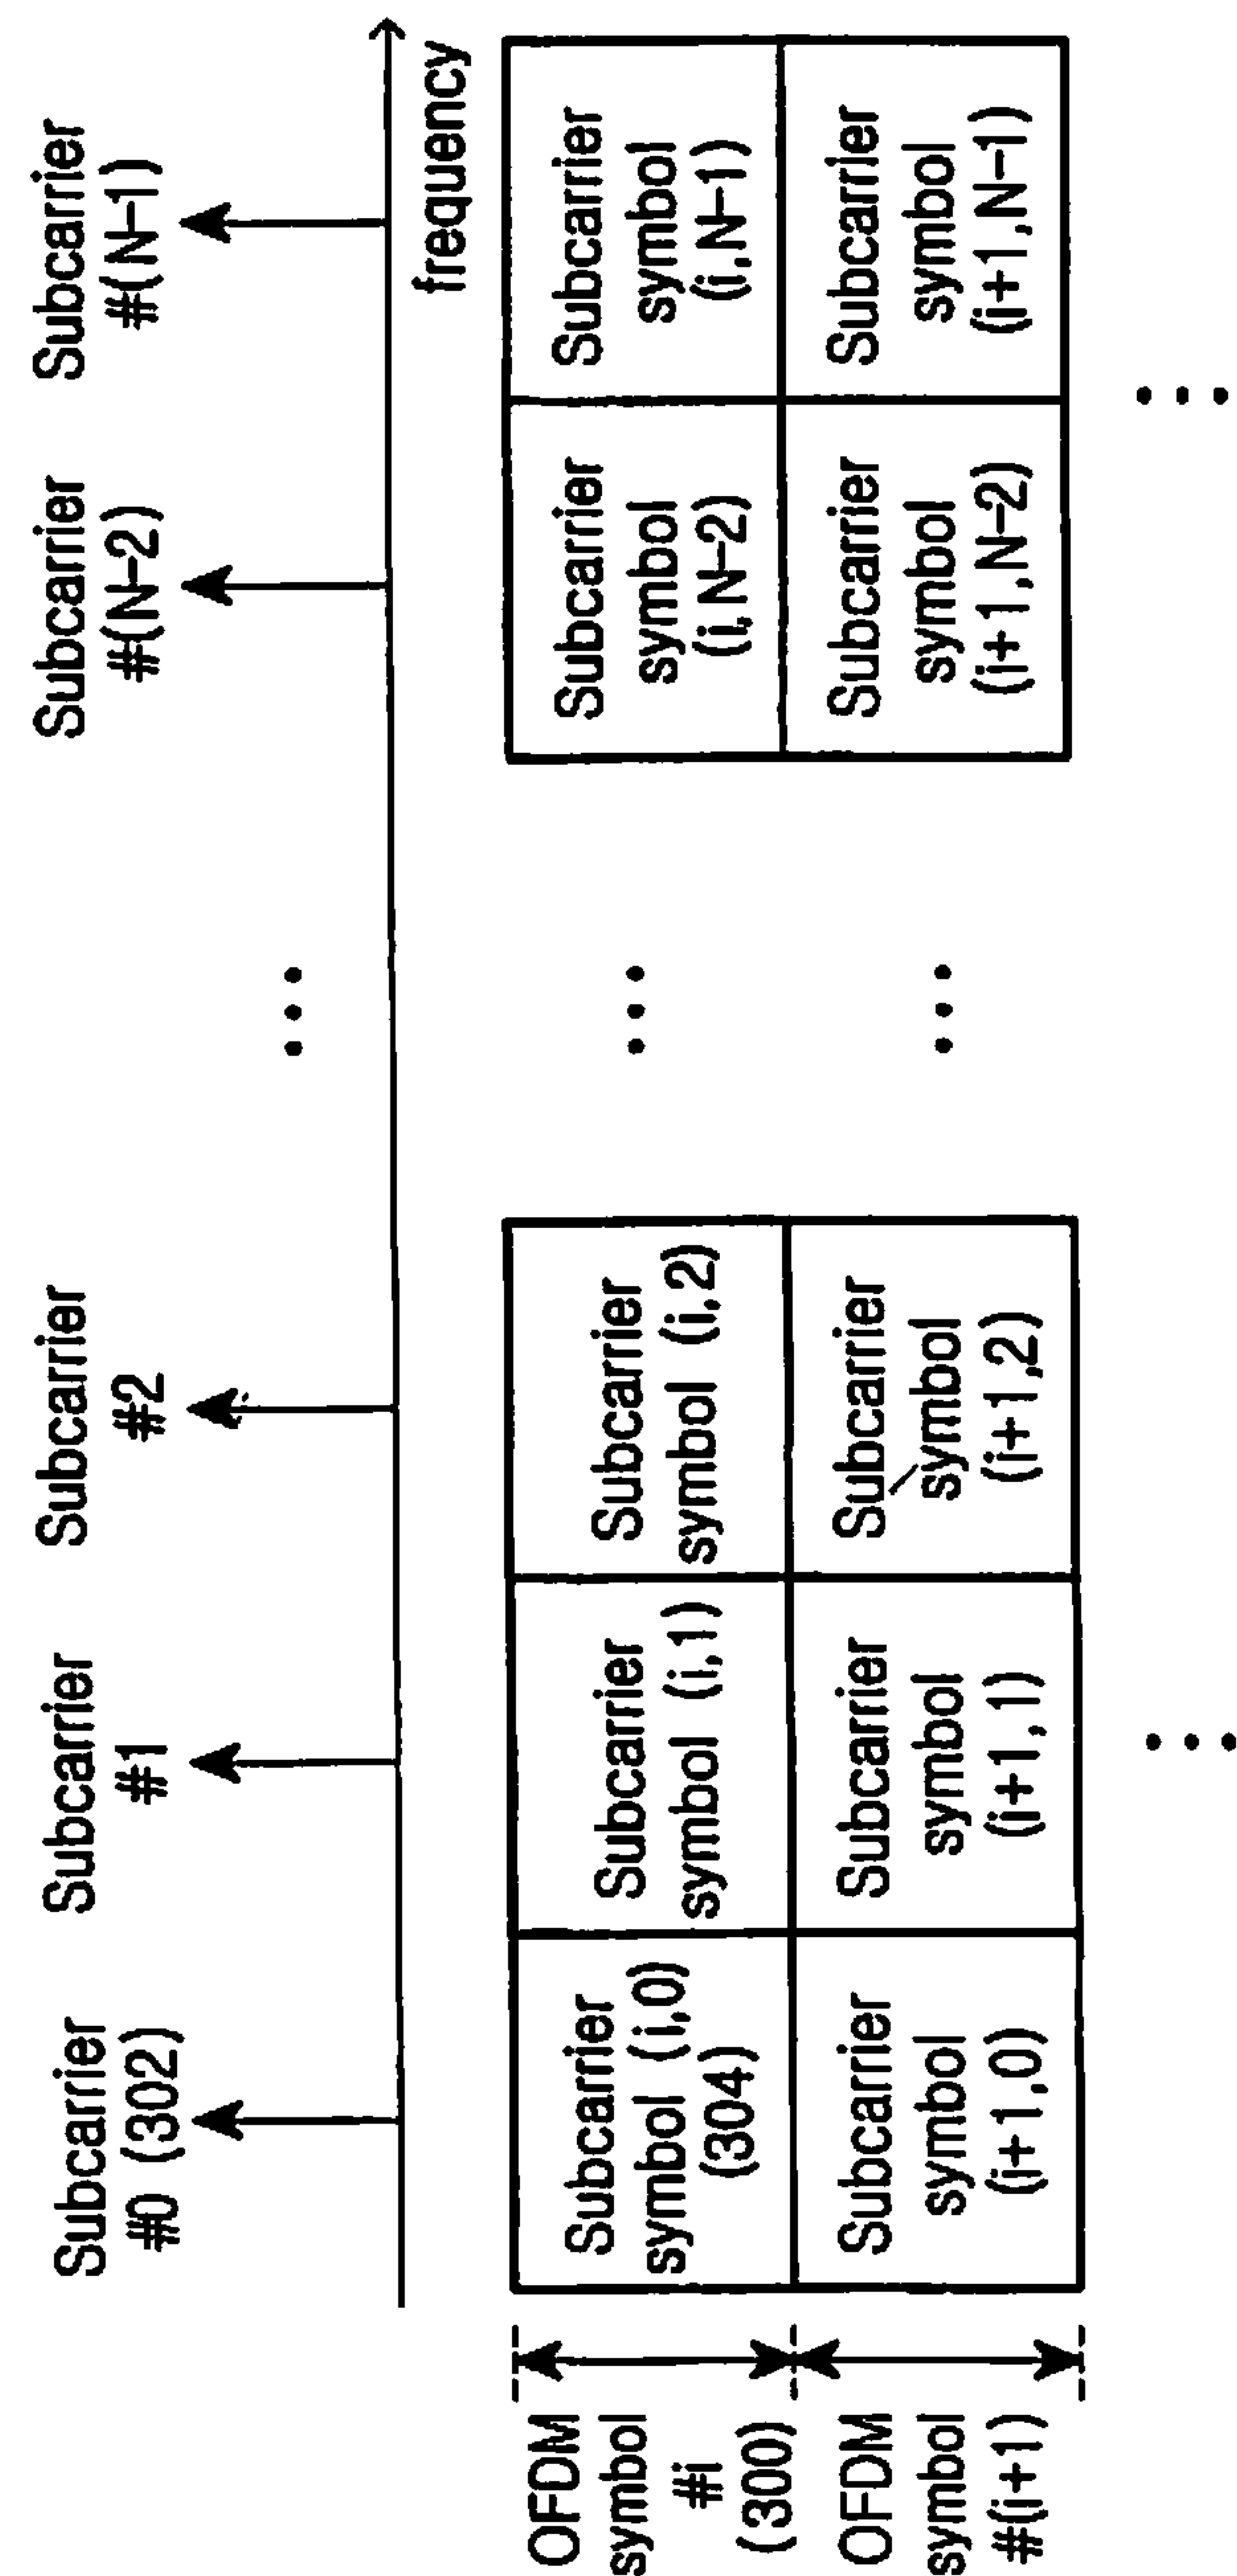 Subcarrier
#0 (302)
Subcarrier
#1
Subcarrier
#2
...
Subcarrier
#(N-2)
Subcarrier
#(N-1)
frequency
OFDM
symbol
#i
(300)
Subcarrier
symbol (i,0)
(304)
Subcarrier
symbol (i,1)
Subcarrier
symbol (i,2)
...
Subcarrier
symbol
(i,N-2)
Subcarrier
symbol
(i,N-1)
OFDM
symbol
#(i+1)
Subcarrier
symbol
(i+1,0)
Subcarrier
symbol
(i+1,1)
Subcarrier
symbol
(i+1,2)
...
Subcarrier
symbol
(i+1,N-2)
Subcarrier
symbol
(i+1,N-1)
...
...